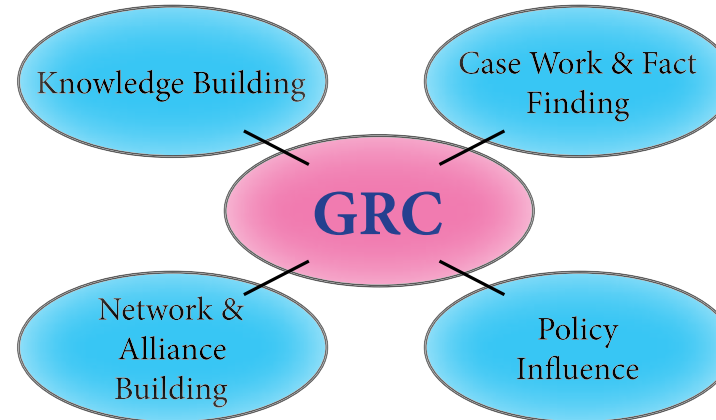 Knowledge Building
Case Work & Fact
Finding
GRC
Network &
Alliance
Building
Policy
Influence